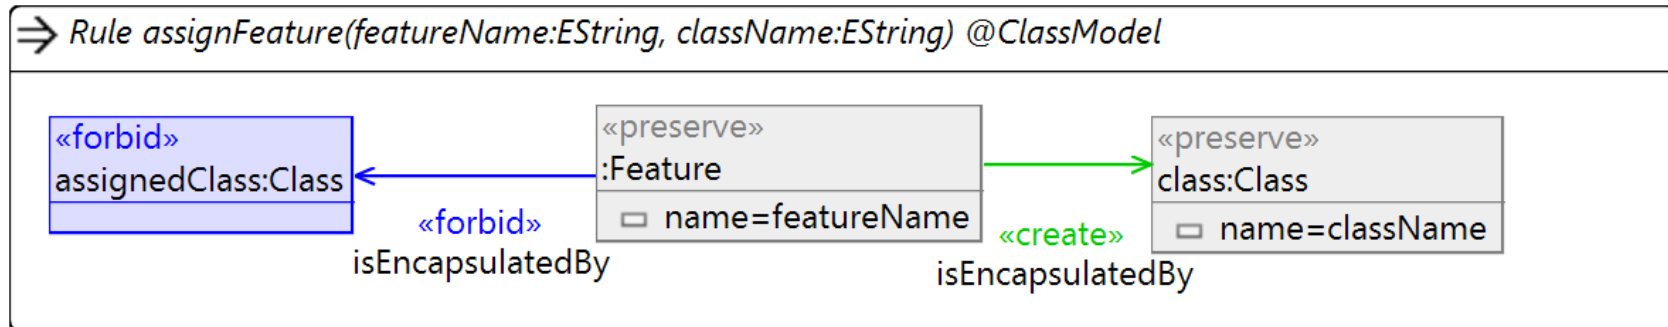 Rule assignFeature(featureName:EString, className:EString) @ClassModel
«forbid»
assignedClass:Class
«forbid»
isEncapsulatedBy
«preserve»
:Feature
name=featureName
«create»
isEncapsulatedBy
«preserve»
class:Class
name=className